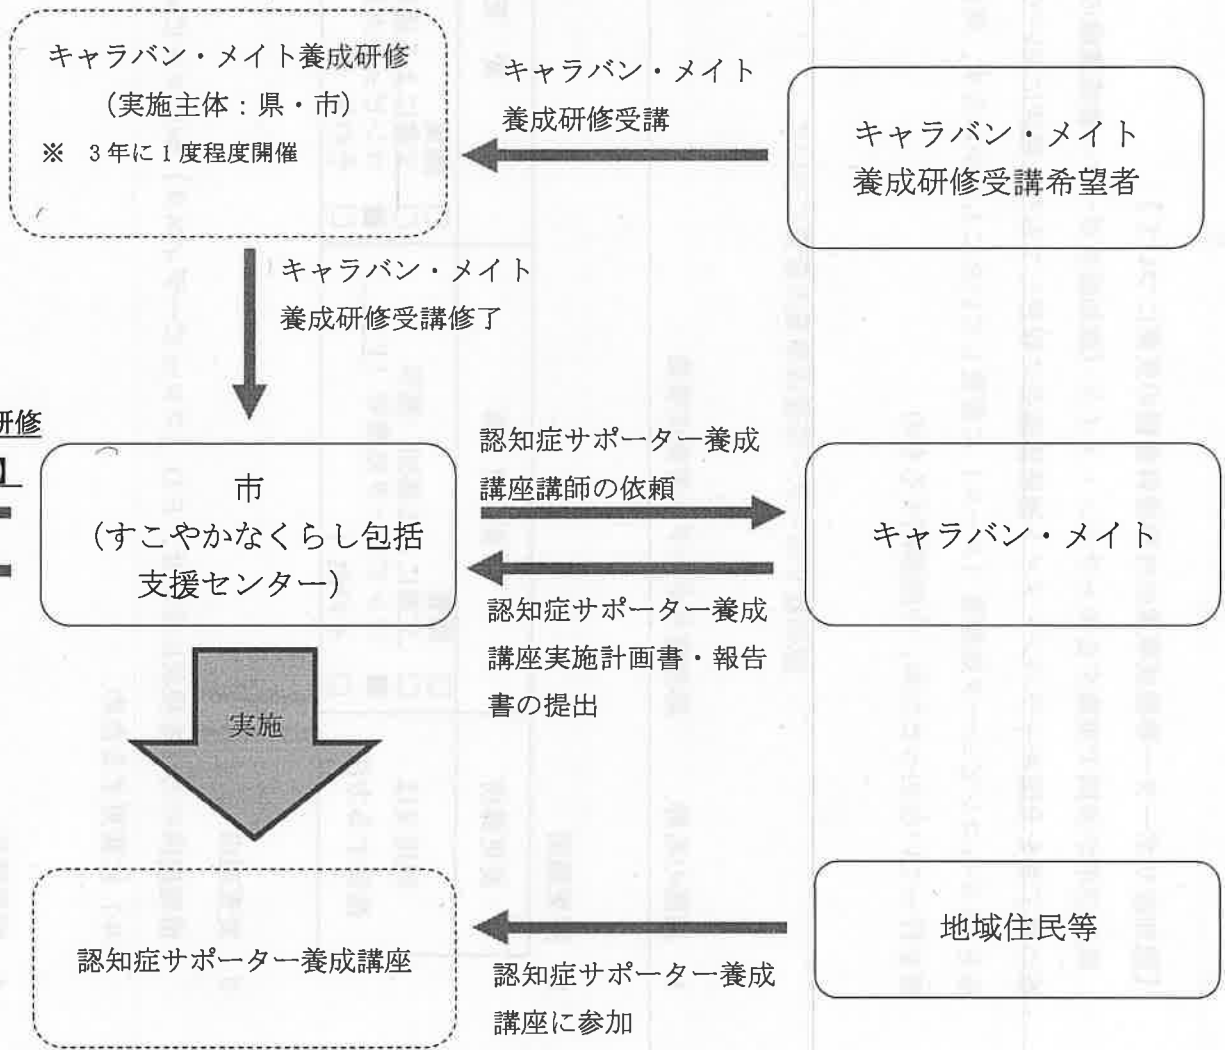 キャラバン・メイト養成研修
（実施主体：県・市）
※　3年に1度程度開催
キャラバン・メイト
養成研修受講
キャラバン・メイト
養成研修受講希望者
キャラバン・メイト
養成研修受講修了
研修
】
市
（すこやかなくらし包括
支援センター）
認知症サポーター養成
講座講師の依頼
キャラバン・メイト
認知症サポーター養成
講座実施計画書・報告
書の提出
実施
認知症サポーター養成講座
地域住民等
認知症サポーター養成
講座に参加